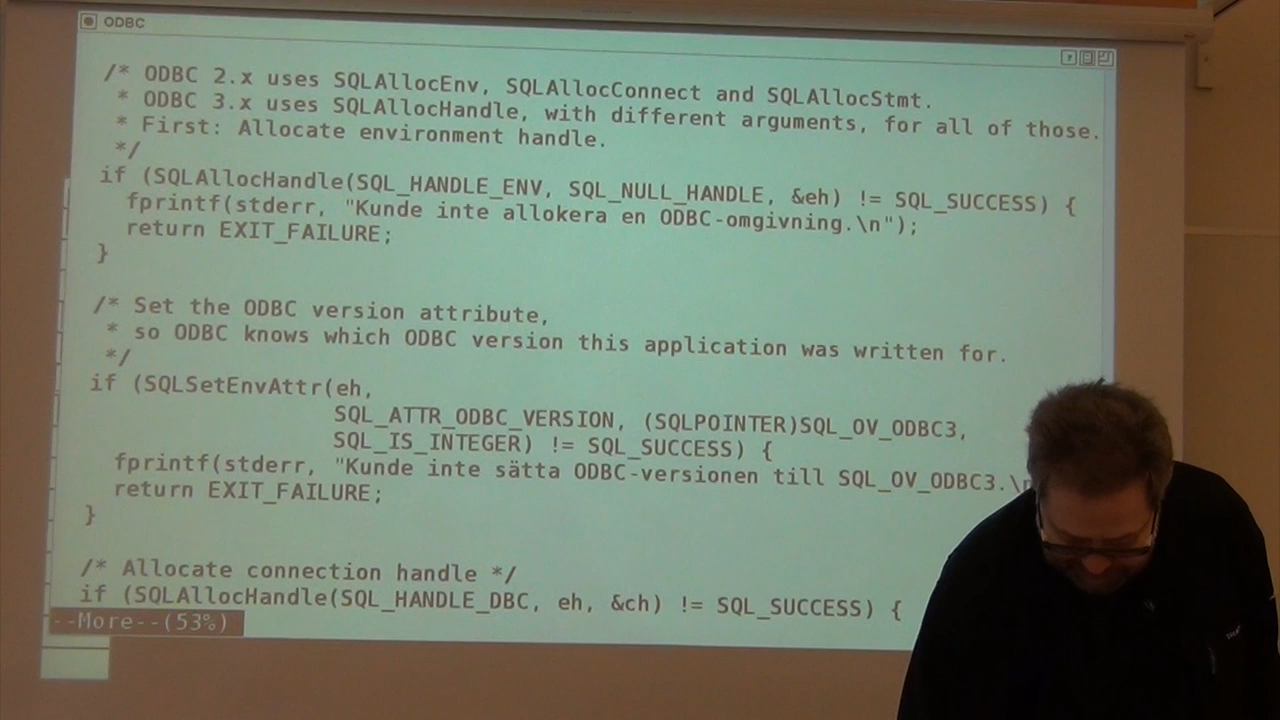 ODBC
/* ODBC 2.x uses SQLAllocEnv, SQLAllocConnect and SQLAllocStmt.
* ODBC 3.x uses SQLAllocHandle, with different arguments, for all of those.
* First: Allocate environment handle.
*/
if (SQLAllocHandle(SQL_HANDLE_ENV, SQL_NULL_HANDLE, &eh) != SQL_SUCCESS) {
fprintf(stderr, "Kunde inte allokera en ODBC-omgivning.\n");
return EXIT_FAILURE;
}
/* Set the ODBC version attribute,
* so ODBC knows which ODBC version this application was written for.
*/
if (SQLSetEnvAttr(eh,
SQL_ATTR_ODBC_VERSION, (SQLPOINTER)SQL_OV_ODBC3,
SQL_IS_INTEGER) != SQL_SUCCESS) {
fprintf(stderr, "Kunde inte sätta ODBC-versionen till SQL_OV_ODBC3.\n
return EXIT_FAILURE;
}
/* Allocate connection handle */
if (SQLAllocHandle(SQL_HANDLE_DBC, eh, &ch) != SQL_SUCCESS) {
--More--(53%)